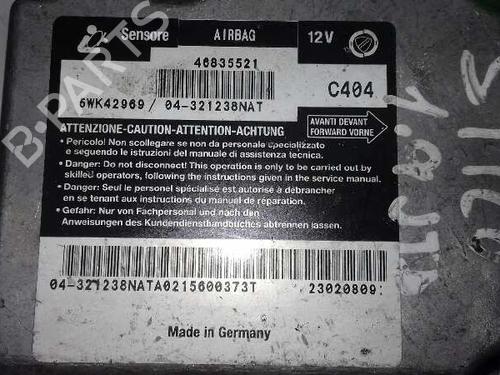 Sensore AIRBAG 12V
46835521
C404
5WK42969 / 04-321238NAT
AVANTI DEVANT
FORWARD VORNE
ATTENZIONE-CAUTION-ATTENTION-ACHTUNG
• Pericolo! Non scollegare se non da personale specializzato
e seguendo le istruzioni del manuale di assistenza tecnica.
• Danger: Do not disconnect! This operation is only to be carried out by
skilled operators, following the instructions given in the service manual.
• Danger: Seul le personel spécialisé est autorisé à débrancher
en se tenant aux instructions du manual de réparation.
• Gefahr: Nur von Fachpersonal und nach den
Anweisungen des Kundendiensthandbuches abtrennen lassen.
04-321238NATA0215600373T 23020809
Made in Germany
B-PARTS